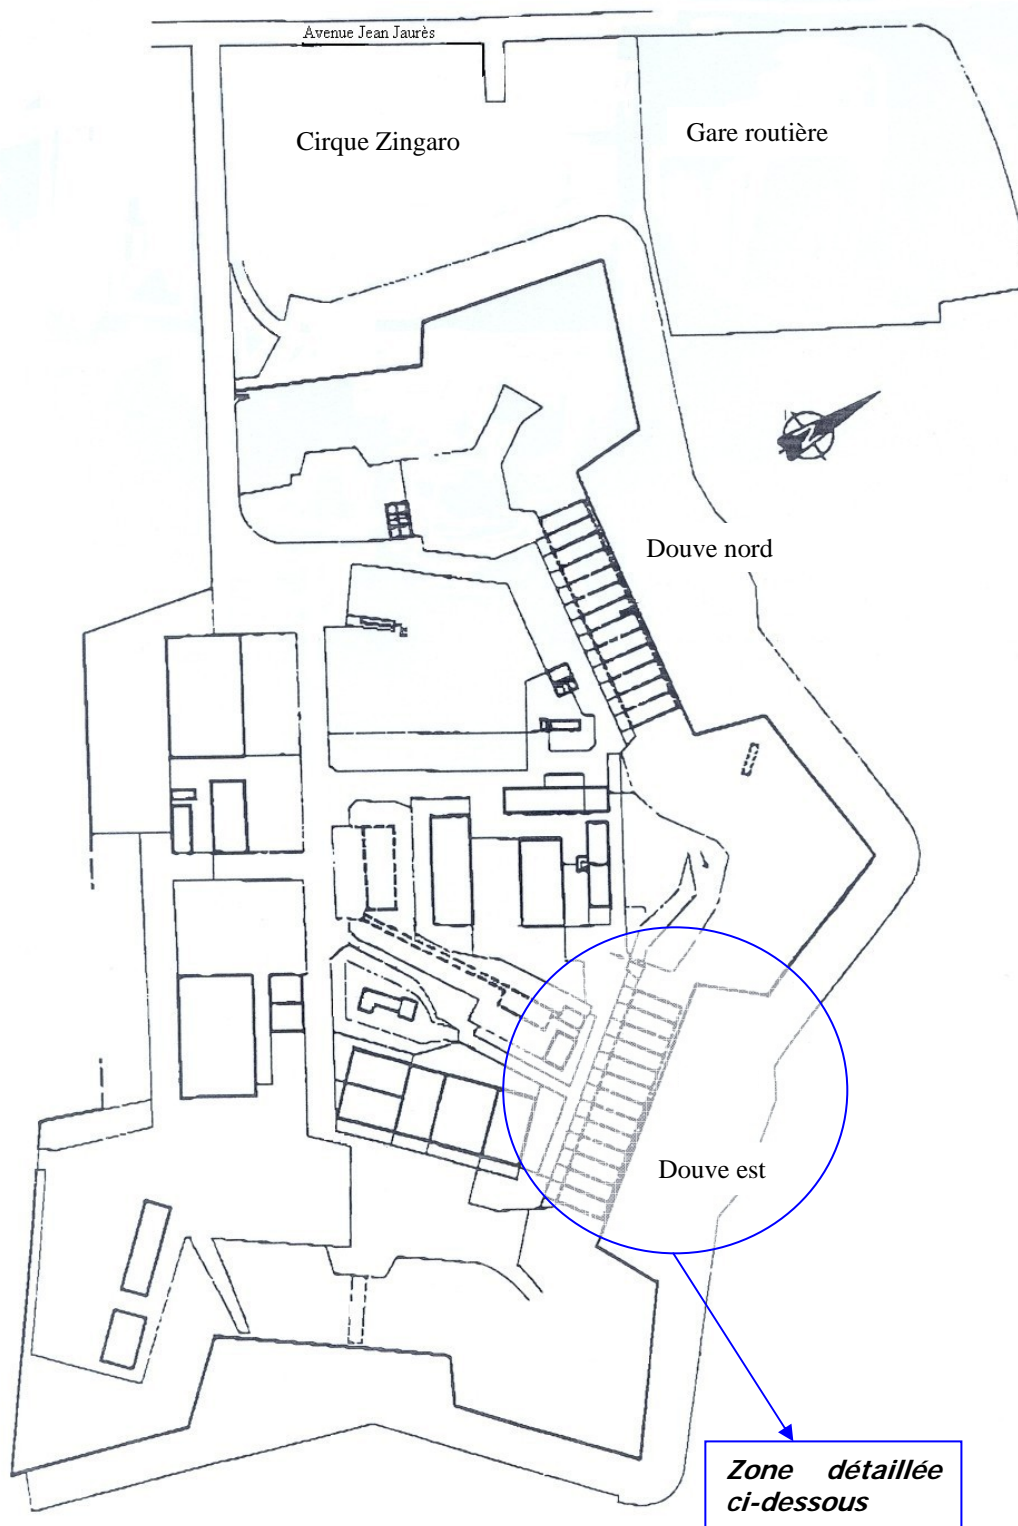 Avenue Jean Jaurès
Cirque Zingaro
Gare routière
N
Douve nord
Douve est
Zone détaillée
ci-dessous